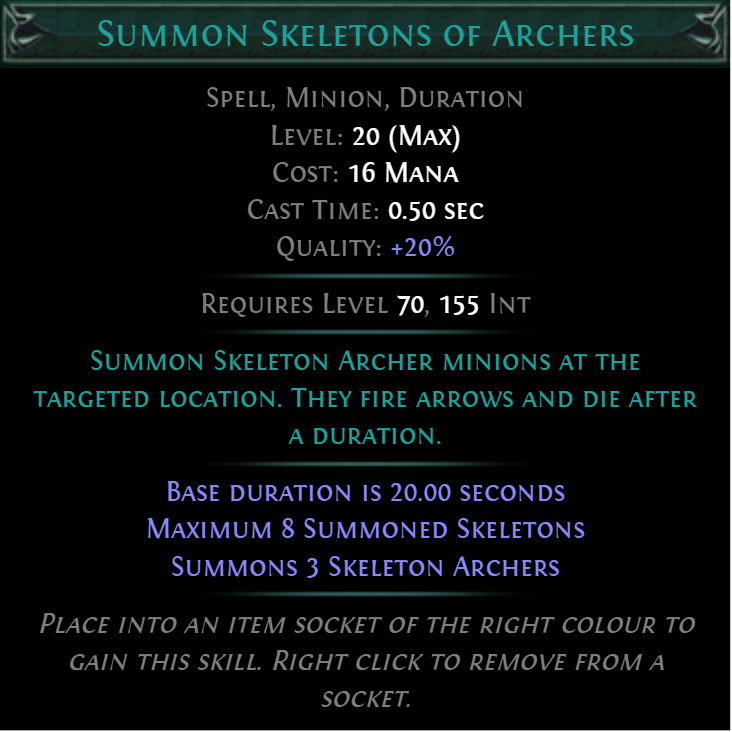 Summon Skeletons of Archers
Spell, Minion, Duration
Level: 20 (Max)
Cost: 16 Mana
Cast Time: 0.50 sec
Quality: +20%
Requires Level 70, 155 Int
Summon Skeleton Archer minions at the
targeted location. They fire arrows and die after
a duration.
Base duration is 20.00 seconds
Maximum 8 Summoned Skeletons
Summons 3 Skeleton Archers
Place into an item socket of the right colour to
gain this skill. Right click to remove from a
socket.